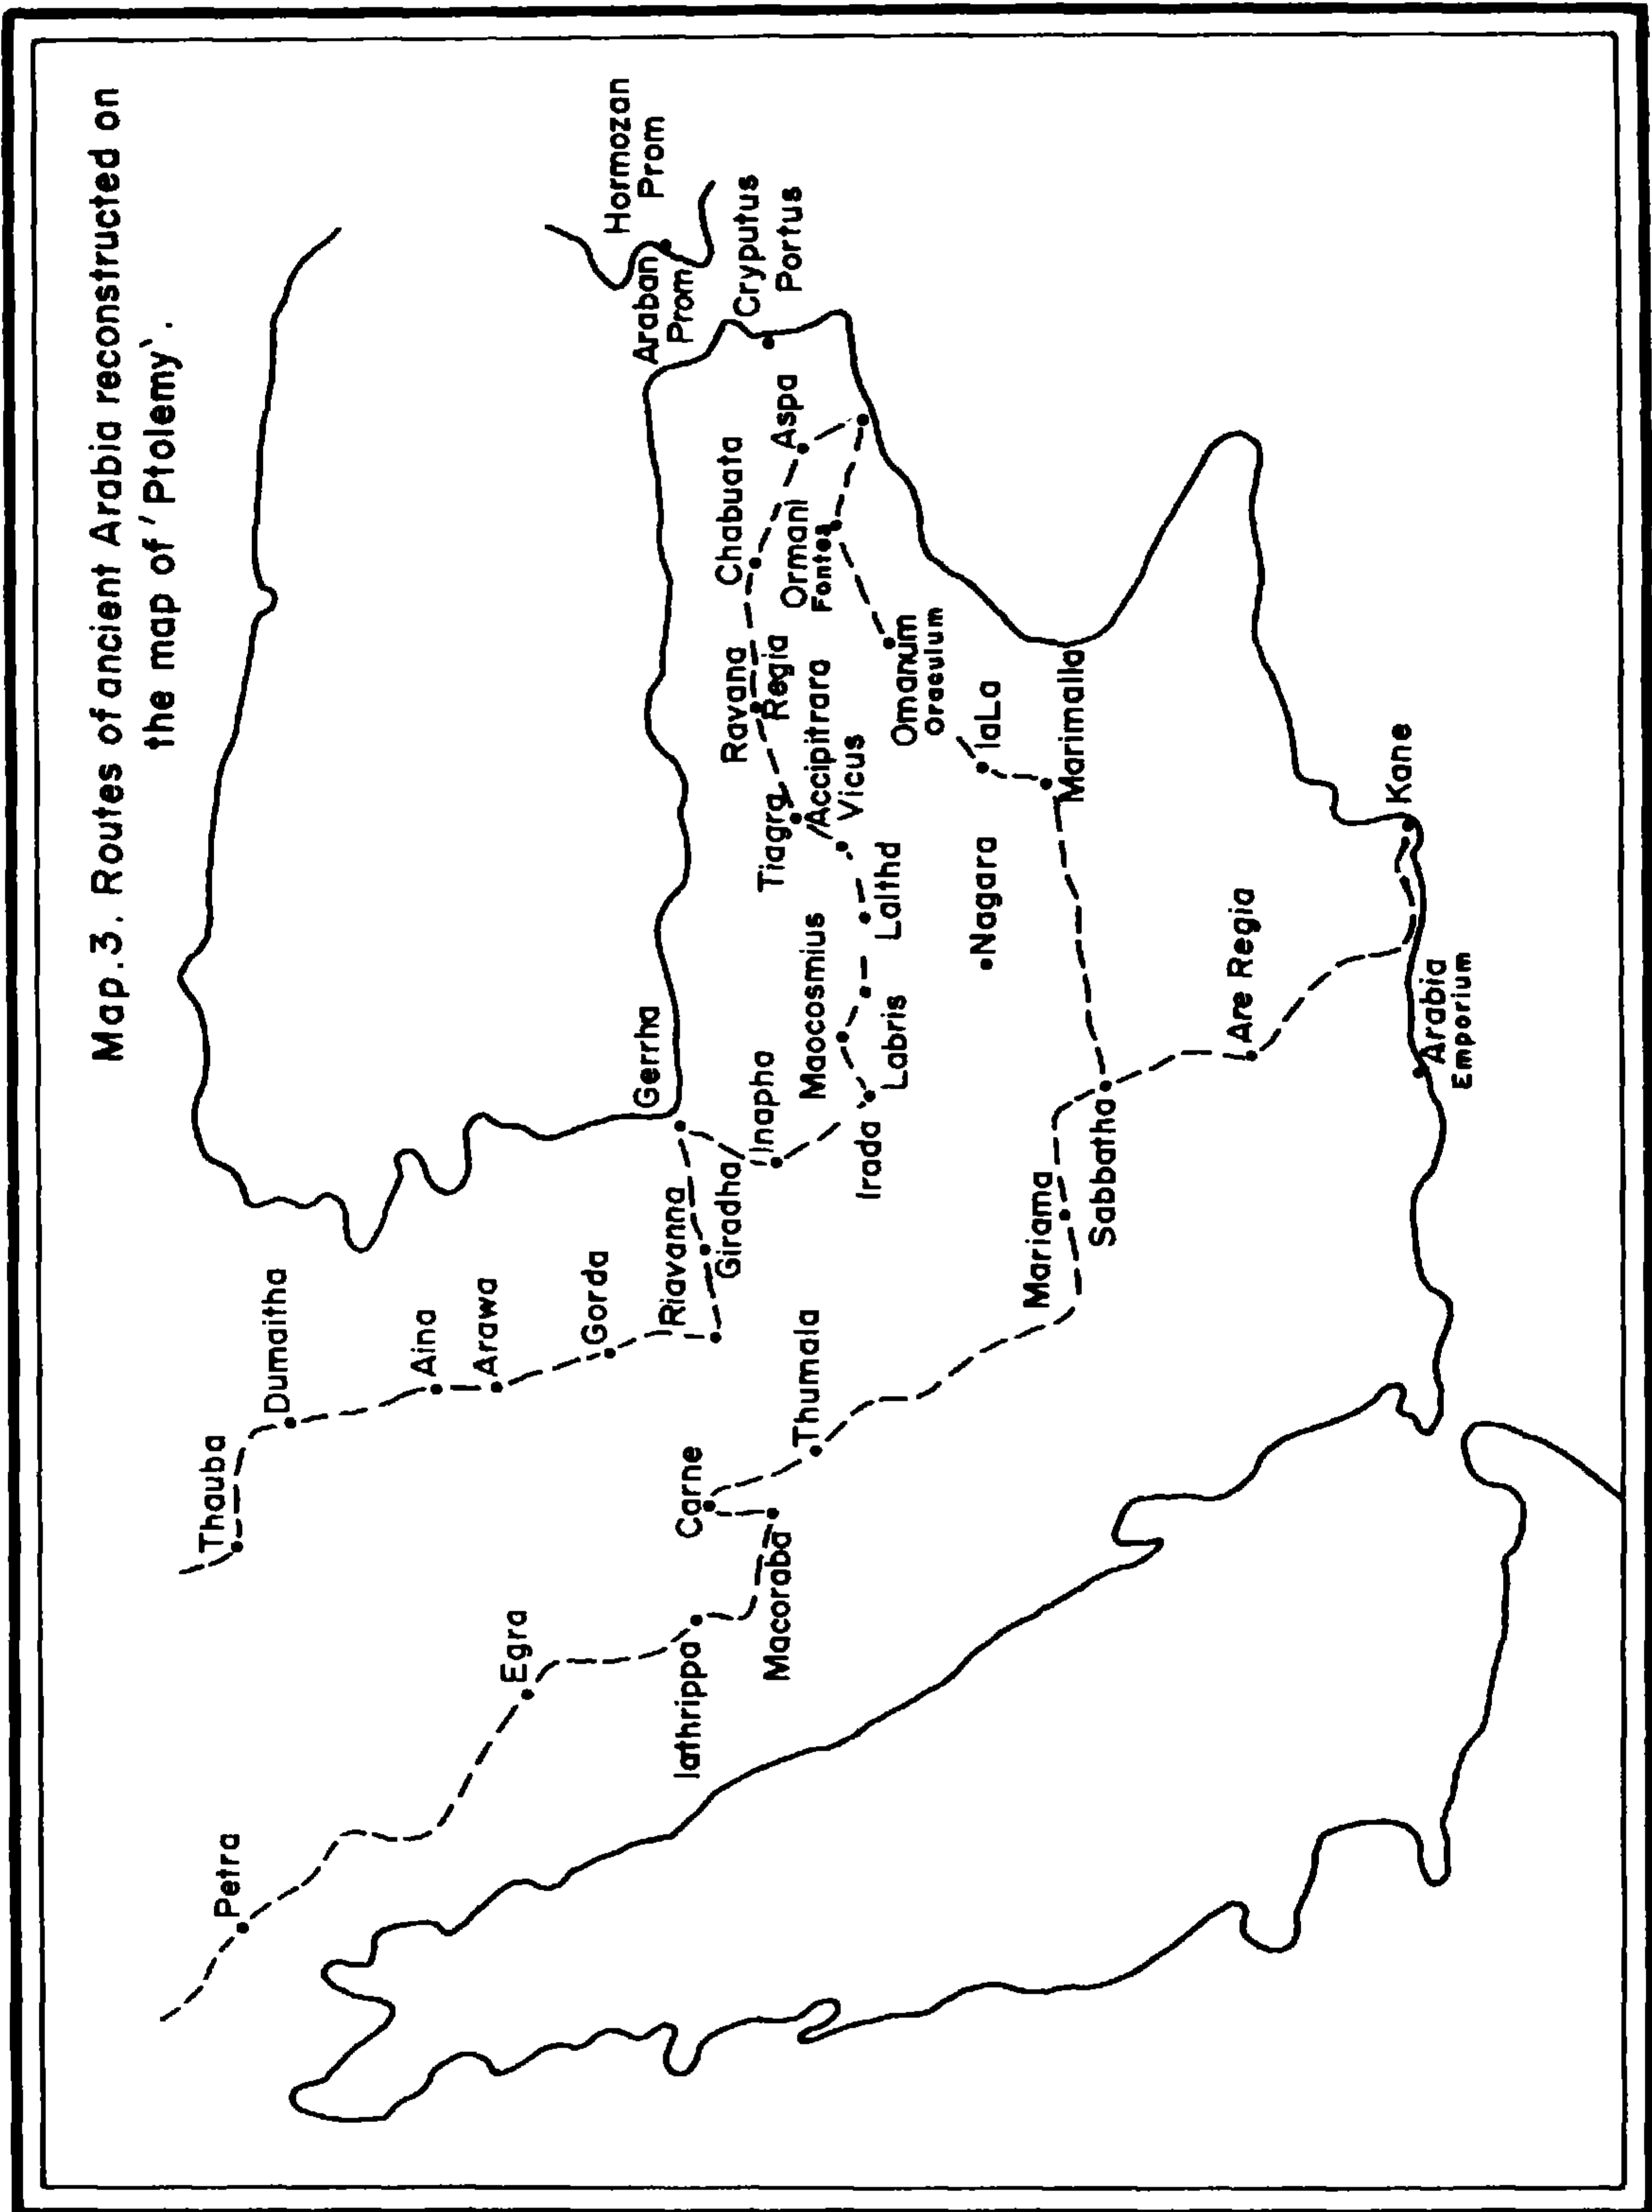 Map.3. Routes of ancient Arabia reconstructed on
the map of 'Ptolemy'.
Petra
Thauba
Dumaitha
Aina
Arawa
Gorda
Riavanna
Giradha
Gerrha
Inapha
Egra
Iathrippa
Macoraba
Carne
Thumala
Irada
Labris
Maocosmius
Lalthd
Tiagra
Accipitrara
Vicus
Ravana
Regia
Chabuata
Ormani
Fontes
Aspa
Araban
Prom
Hormozan
Prom
Cryputus
Portus
Omanum
Oraculum
IaLa
Marimalla
Nagara
Mariama
Sabbatha
Are Regia
Arabia
Emporium
Kane